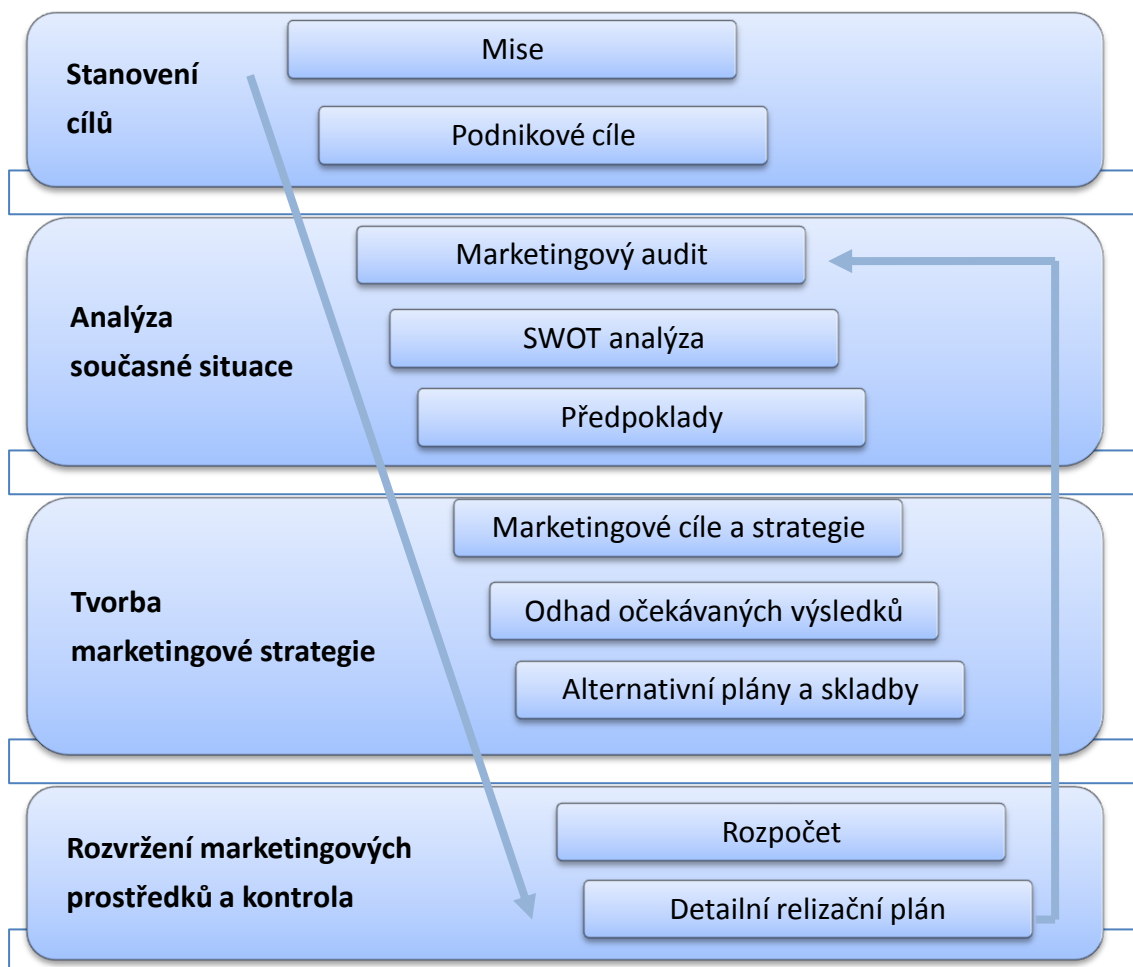 Stanovení
cílů
Mise
Podnikové cíle
Analýza
současné situace
Marketingový audit
SWOT analýza
Předpoklady
Tvorba
marketingové strategie
Marketingové cíle a strategie
Odhad očekávaných výsledků
Alternativní plány a skladby
Rozvržení marketingových
prostředků a kontrola
Rozpočet
Detailní relizační plán